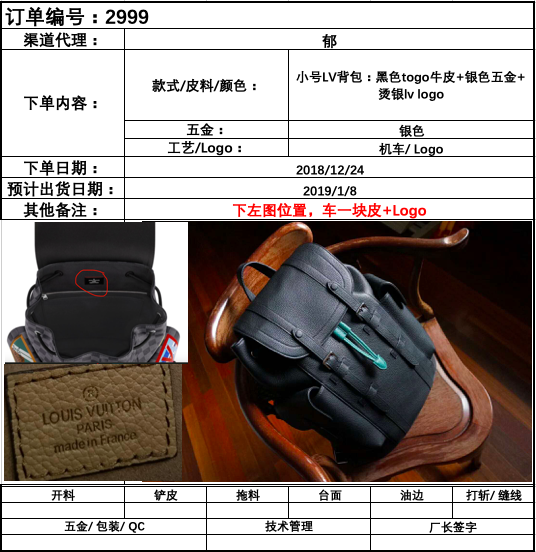 订单编号：2999
渠道代理：
郁
下单内容：
款式/皮料/颜色：
小号LV背包：黑色togo牛皮+银色五金+
烫银lv logo
五金：
银色
工艺/Logo：
机车/ Logo
下单日期：
2018/12/24
预计出货日期：
2019/1/8
其他备注：
下左图位置，车一块皮+Logo
LOUIS VUITTON
PARIS
made in France
开料
铲皮
拖料
台面
油边
打斩/ 缝线
五金/ 包装/ QC
技术管理
厂长签字